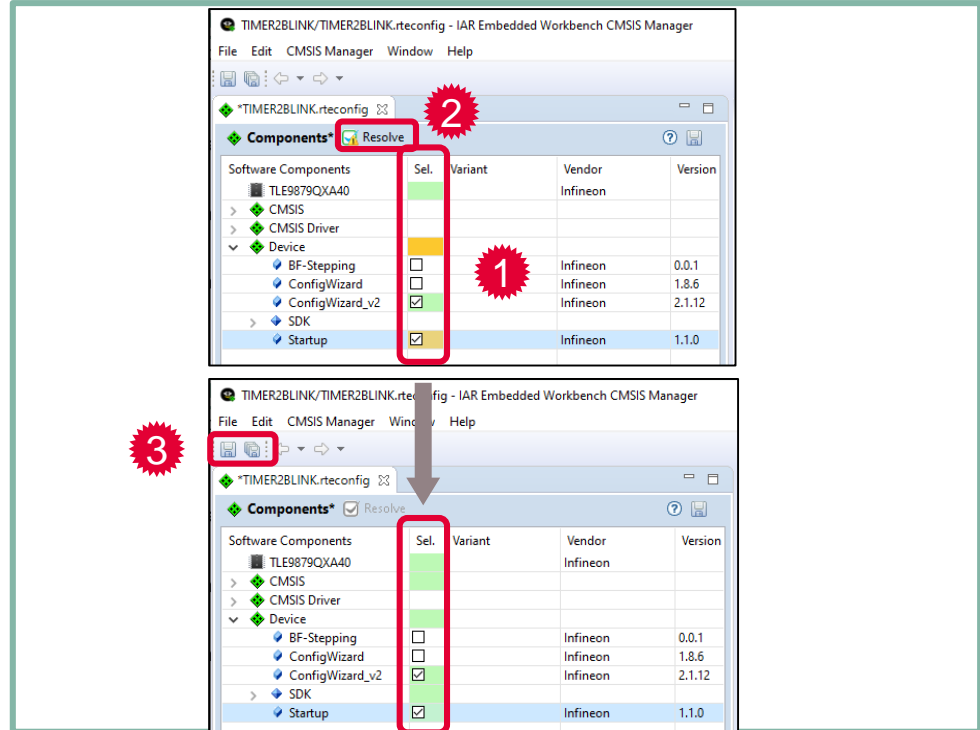 TIMER2BLINK/TIMER2BLINK.rteconfig - IAR Embedded Workbench CMSIS Manager
File Edit CMSIS Manager Window Help
*TIMER2BLINK.rteconfig
2
Components* Resolve
Software Components Sel. Variant Vendor Version
TLE9879QXA40 Infineon
CMSIS
CMSIS Driver
Device
1
BF-Stepping Infineon 0.0.1
ConfigWizard Infineon 1.8.6
ConfigWizard_v2 Infineon 2.1.12
SDK
Startup Infineon 1.1.0
TIMER2BLINK/TIMER2BLINK.rteconfig - IAR Embedded Workbench CMSIS Manager
File Edit CMSIS Manager Window Help
3
*TIMER2BLINK.rteconfig
Components* Resolve
Software Components Sel. Variant Vendor Version
TLE9879QXA40 Infineon
CMSIS
CMSIS Driver
Device
BF-Stepping Infineon 0.0.1
ConfigWizard Infineon 1.8.6
ConfigWizard_v2 Infineon 2.1.12
SDK
Startup Infineon 1.1.0